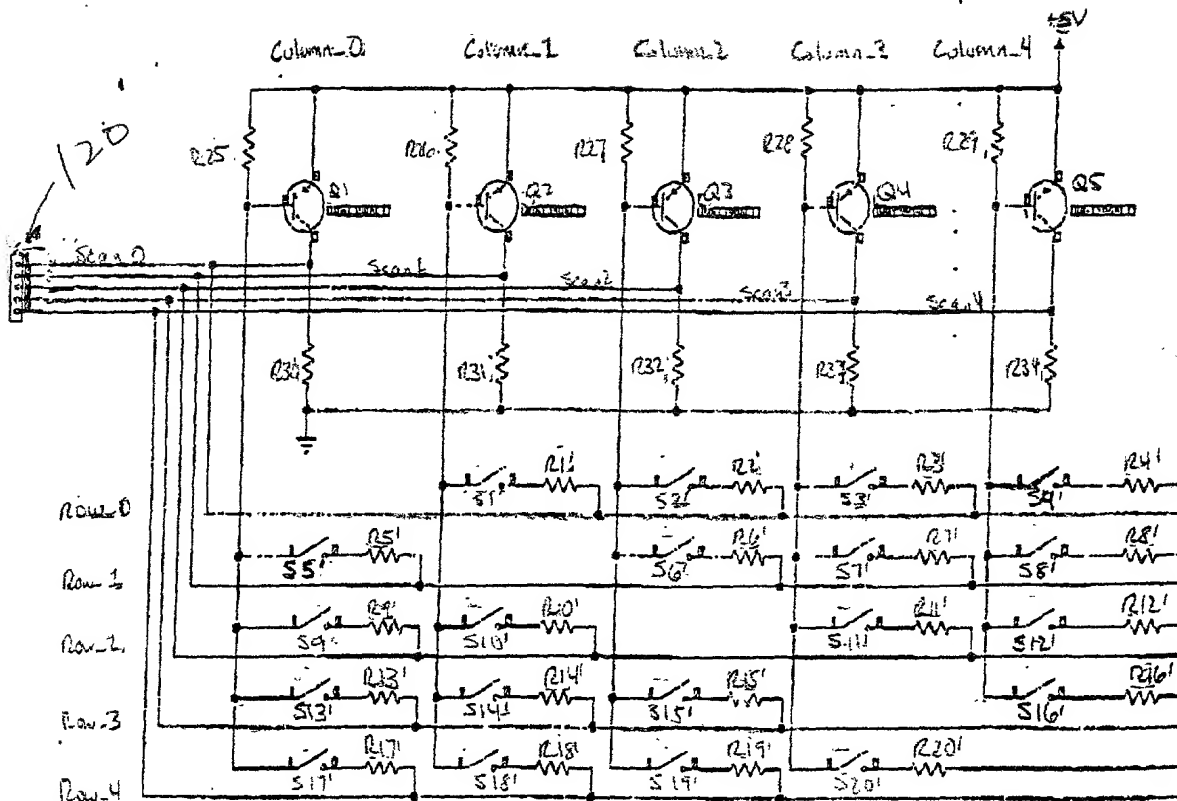 +5V
Column_0 Column_1 Column_2 Column_3 Column_4
120
R25 R26 R27 R28 R29
Q1 Q2 Q3 Q4 Q5
Scan0
Scan1
Scan2
Scan3
Scan4
R30 R31 R32 R33 R34
R1' R2' R3' R4'
S1' S2' S3' S4'
Row_0
R5' R6' R7' R8'
S5' S6' S7' S8'
Row_1
R9' R10' R11' R12'
S9' S10' S11' S12'
Row_2
R13' R14' R15' R16'
S13' S14' S15' S16'
Row_3
R17' R18' R19' R20'
S17' S18' S19' S20'
Row_4